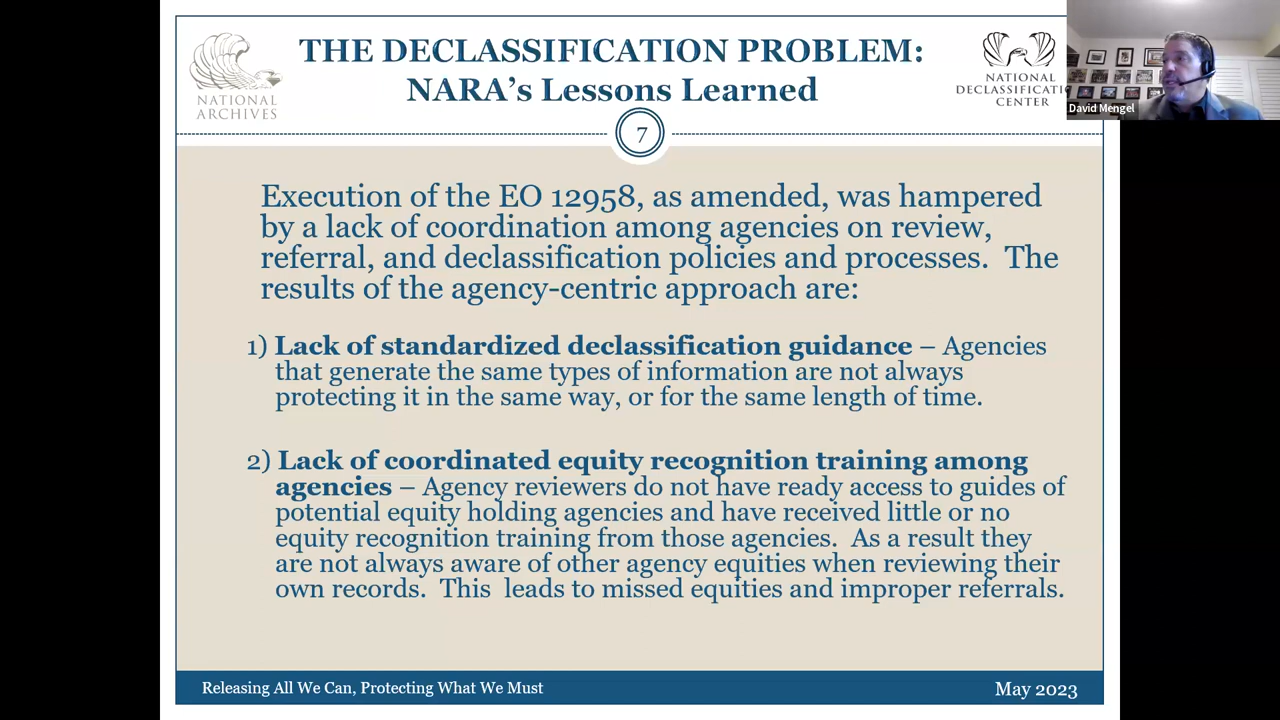 THE DECLASSIFICATION PROBLEM:
NARA's Lessons Learned
NATIONAL
ARCHIVES
NATIONAL
DECLASSIFICATI
CENTER
David Mengel
7
Execution of the EO 12958, as amended, was hampered
by a lack of coordination among agencies on review,
referral, and declassification policies and processes.  The
results of the agency-centric approach are:
1) Lack of standardized declassification guidance – Agencies
that generate the same types of information are not always
protecting it in the same way, or for the same length of time.
2) Lack of coordinated equity recognition training among
agencies – Agency reviewers do not have ready access to guides of
potential equity holding agencies and have received little or no
equity recognition training from those agencies.  As a result they
are not always aware of other agency equities when reviewing their
own records.  This  leads to missed equities and improper referrals.
Releasing All We Can, Protecting What We Must
May 2023